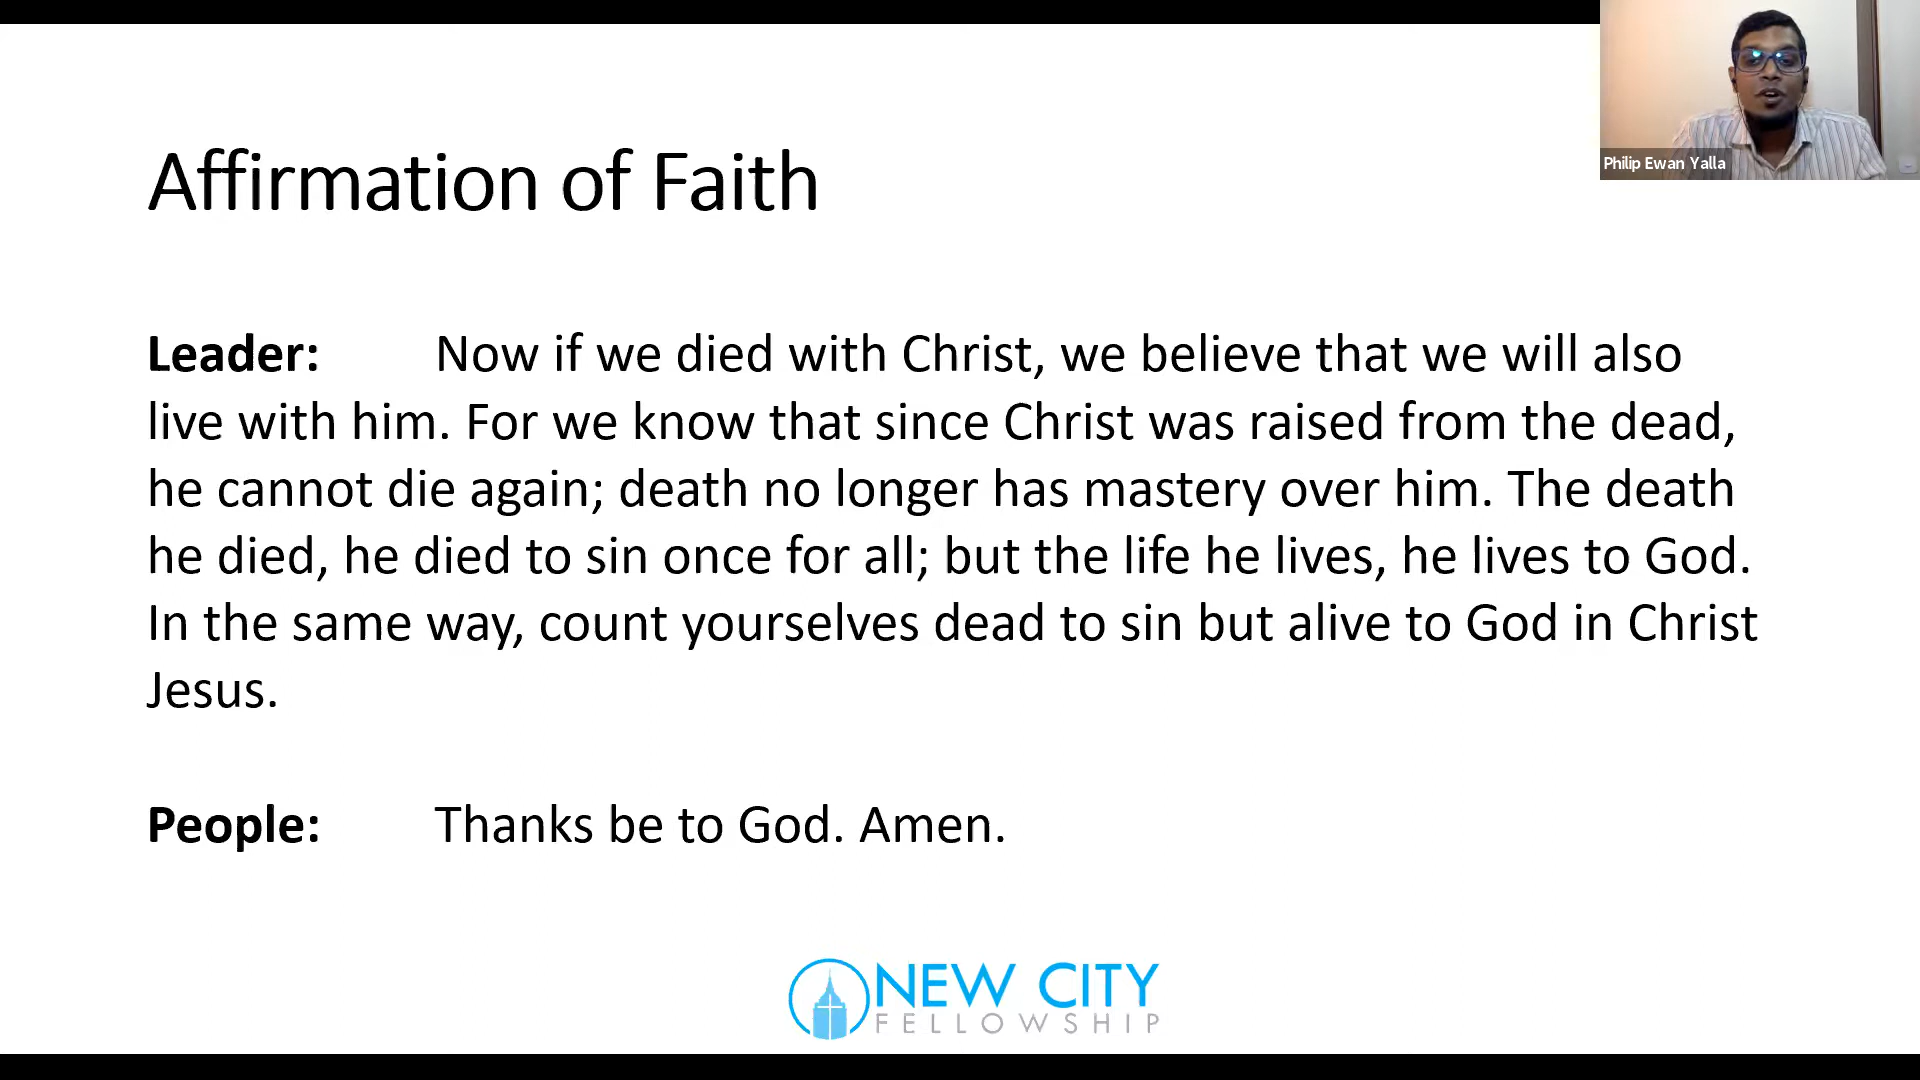 Philip Ewan Yalla
Affirmation of Faith
Leader: Now if we died with Christ, we believe that we will also
live with him. For we know that since Christ was raised from the dead,
he cannot die again; death no longer has mastery over him. The death
he died, he died to sin once for all; but the life he lives, he lives to God.
In the same way, count yourselves dead to sin but alive to God in Christ
Jesus.
People: Thanks be to God. Amen.
NEW CITY
FELLOWSHIP